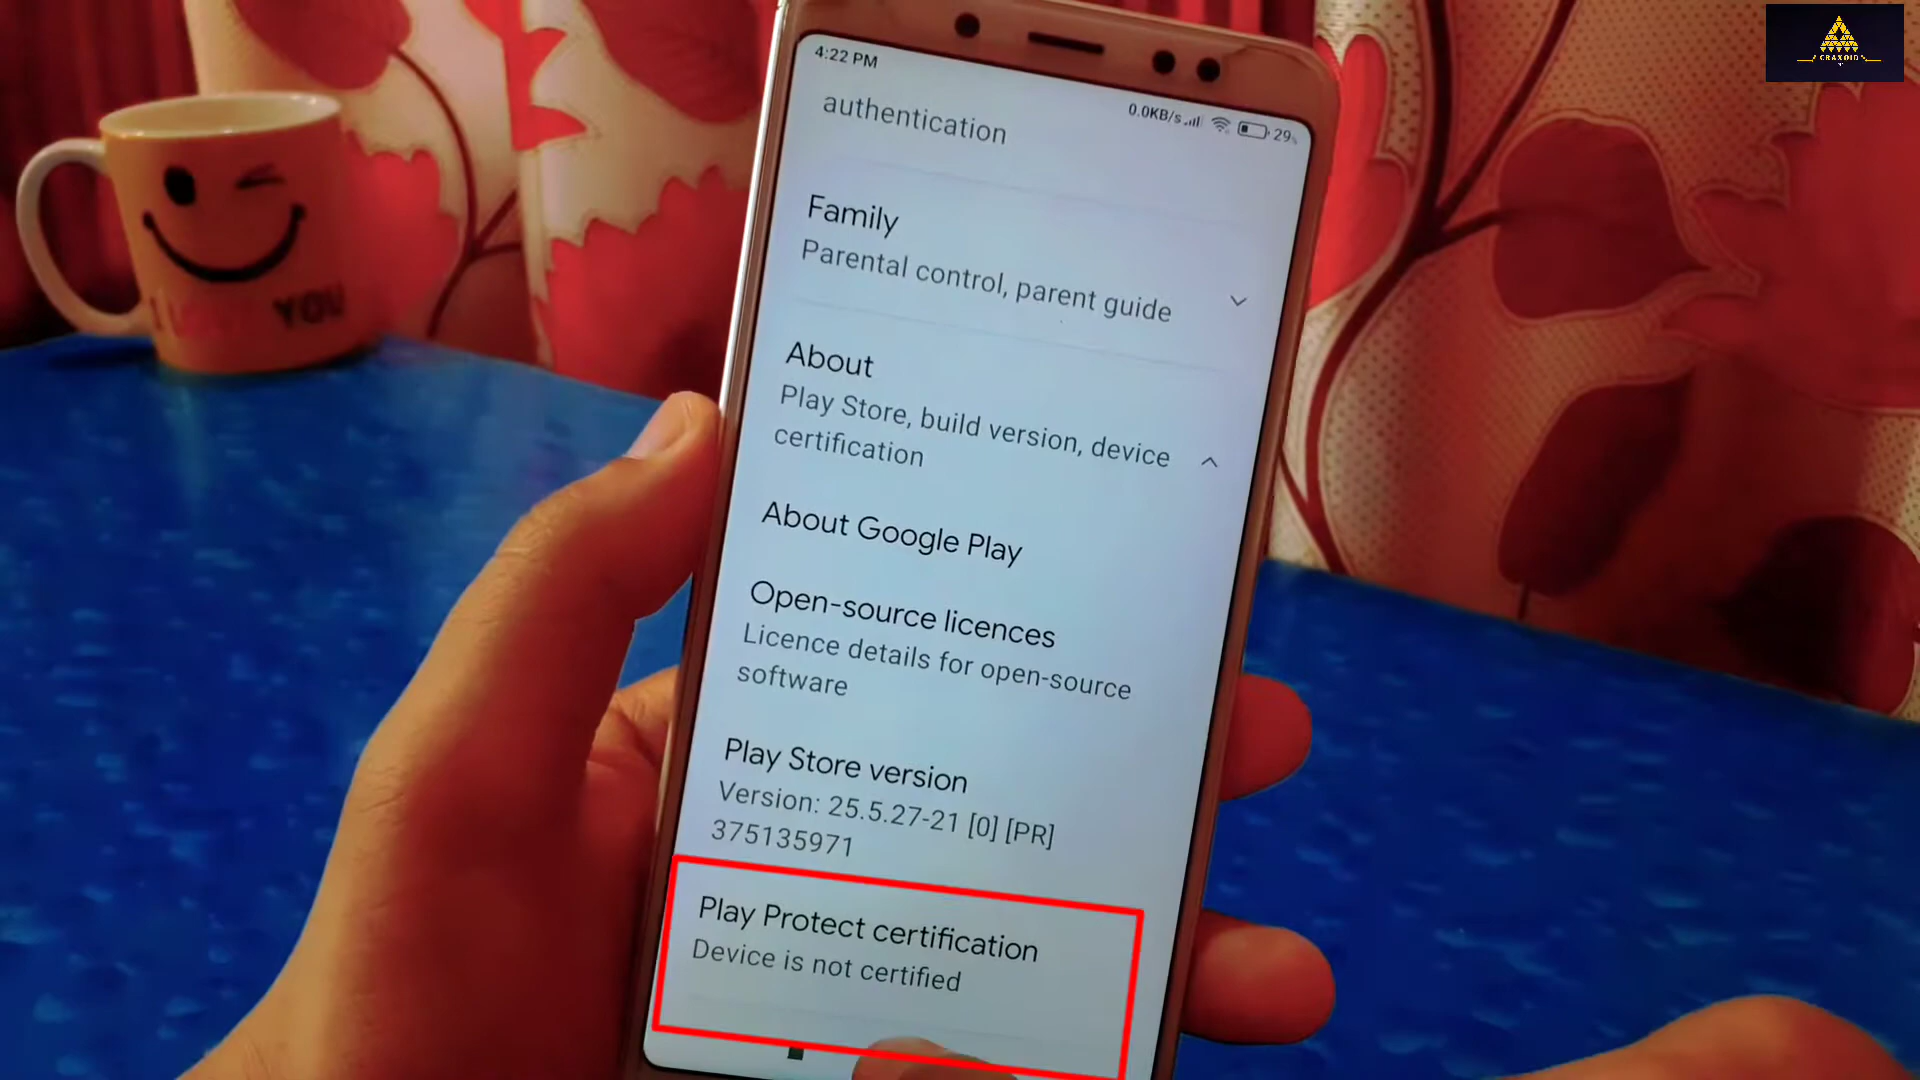 CRAXOID
4:22 PM
0.0KB/s
29%
authentication
Family
Parental control, parent guide
About
Play Store, build version, device
certification
About Google Play
Open-source licences
Licence details for open-source
software
Play Store version
Version: 25.5.27-21 [0] [PR]
375135971
Play Protect certification
Device is not certified
YOU